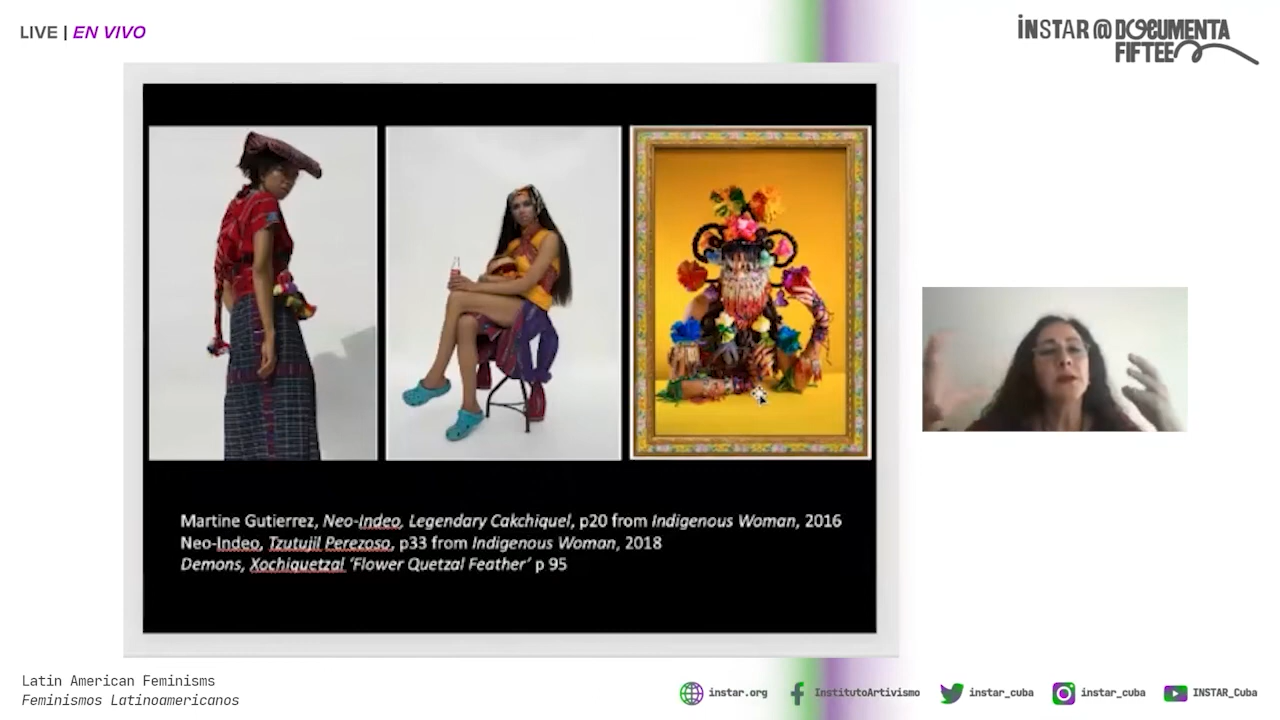 LIVE | EN VIVO
INSTAR @ DOCUMENTA
FIFTEEN
Martine Gutierrez, Neo-Indeo, Legendary Cakchiquel, p20 from Indigenous Woman, 2016
Neo-Indeo, Tzutujil Perezoso, p33 from Indigenous Woman, 2018
Demons, Xochiquetzal ‘Flower Quetzal Feather’ p 95
Latin American Feminisms
Feminismos Latinoamericanos
instar.org
InstitutoArtivismo
instar_cuba
instar_cuba
INSTAR_Cuba